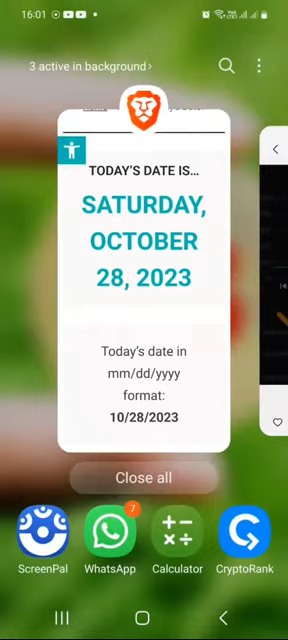 16:01
3 active in background ›
TODAY'S DATE IS...
SATURDAY,
OCTOBER
28, 2023
Today's date in
mm/dd/yyyy
format:
10/28/2023
Close all
7
ScreenPal
WhatsApp
Calculator
CryptoRank